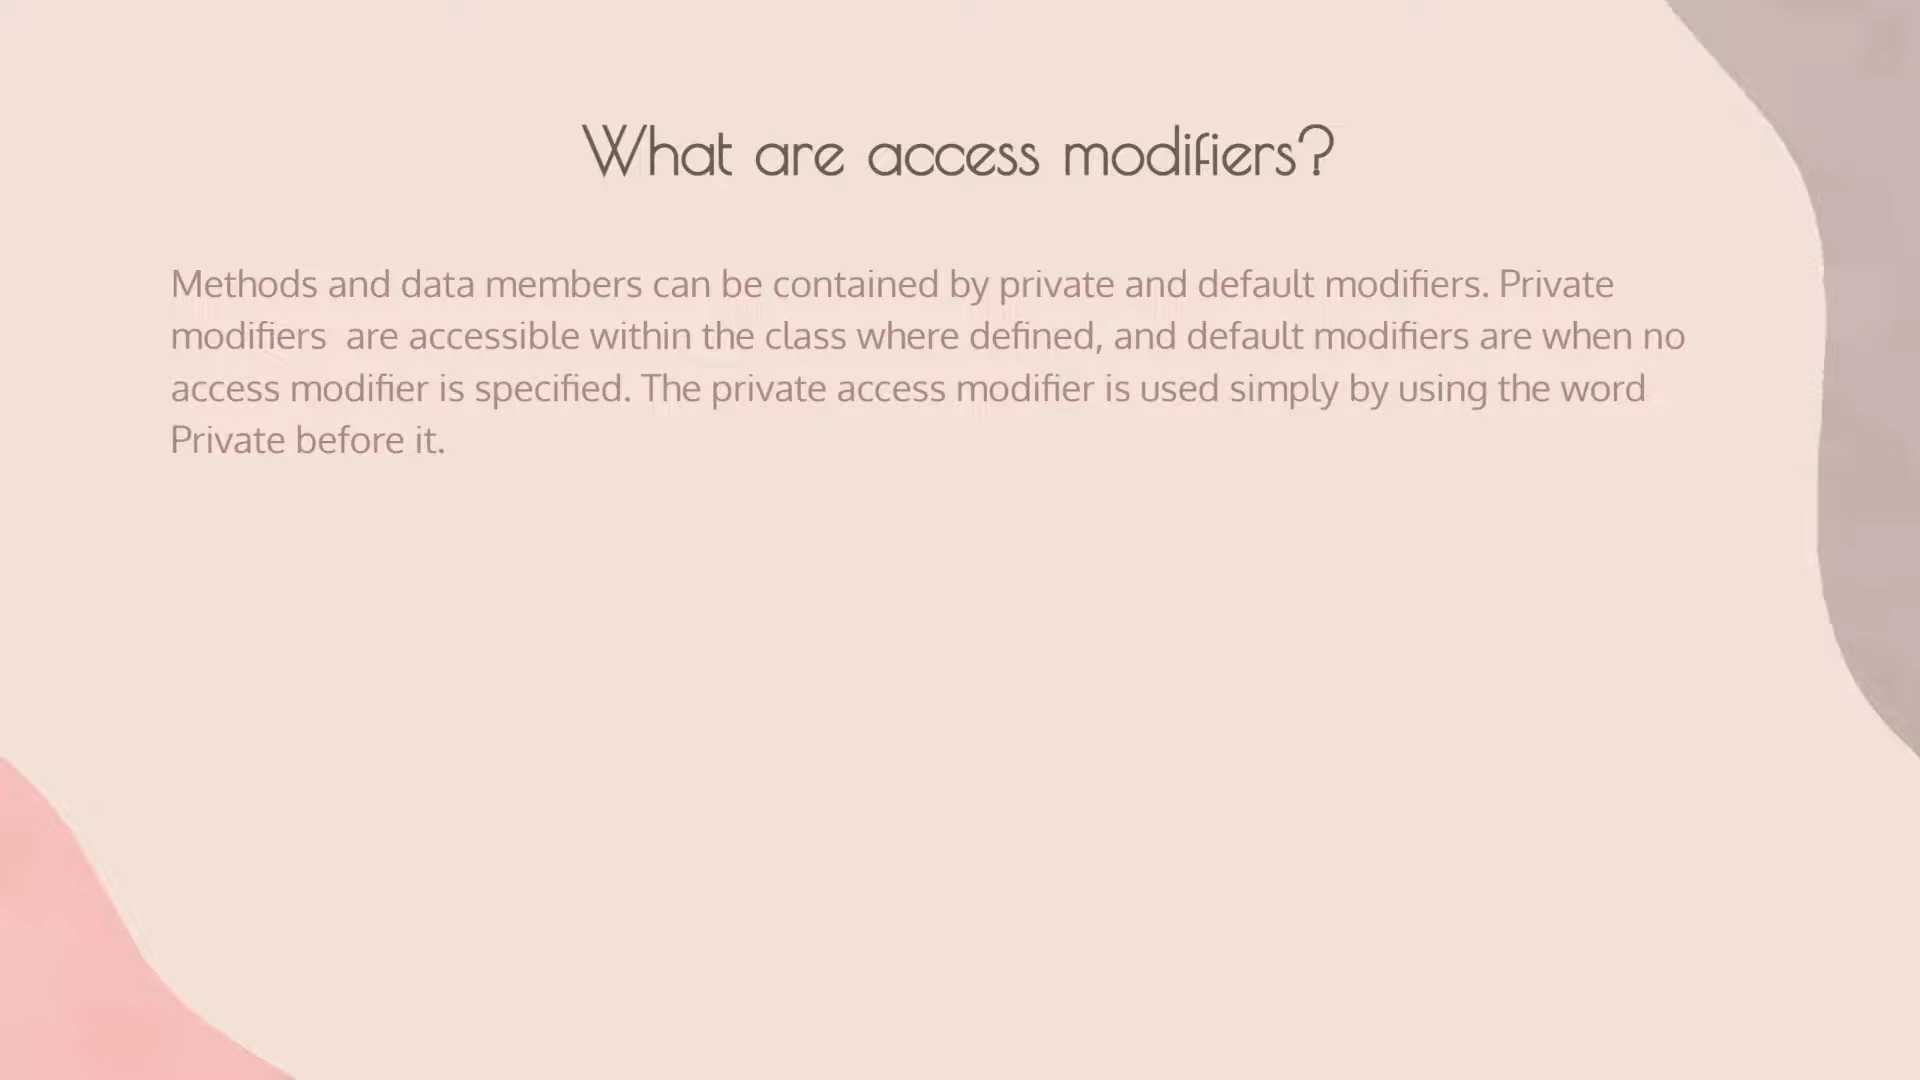 What are access modifiers?
Methods and data members can be contained by private and default modifiers. Private
modifiers  are accessible within the class where defined, and default modifiers are when no
access modifier is specified. The private access modifier is used simply by using the word
Private before it.